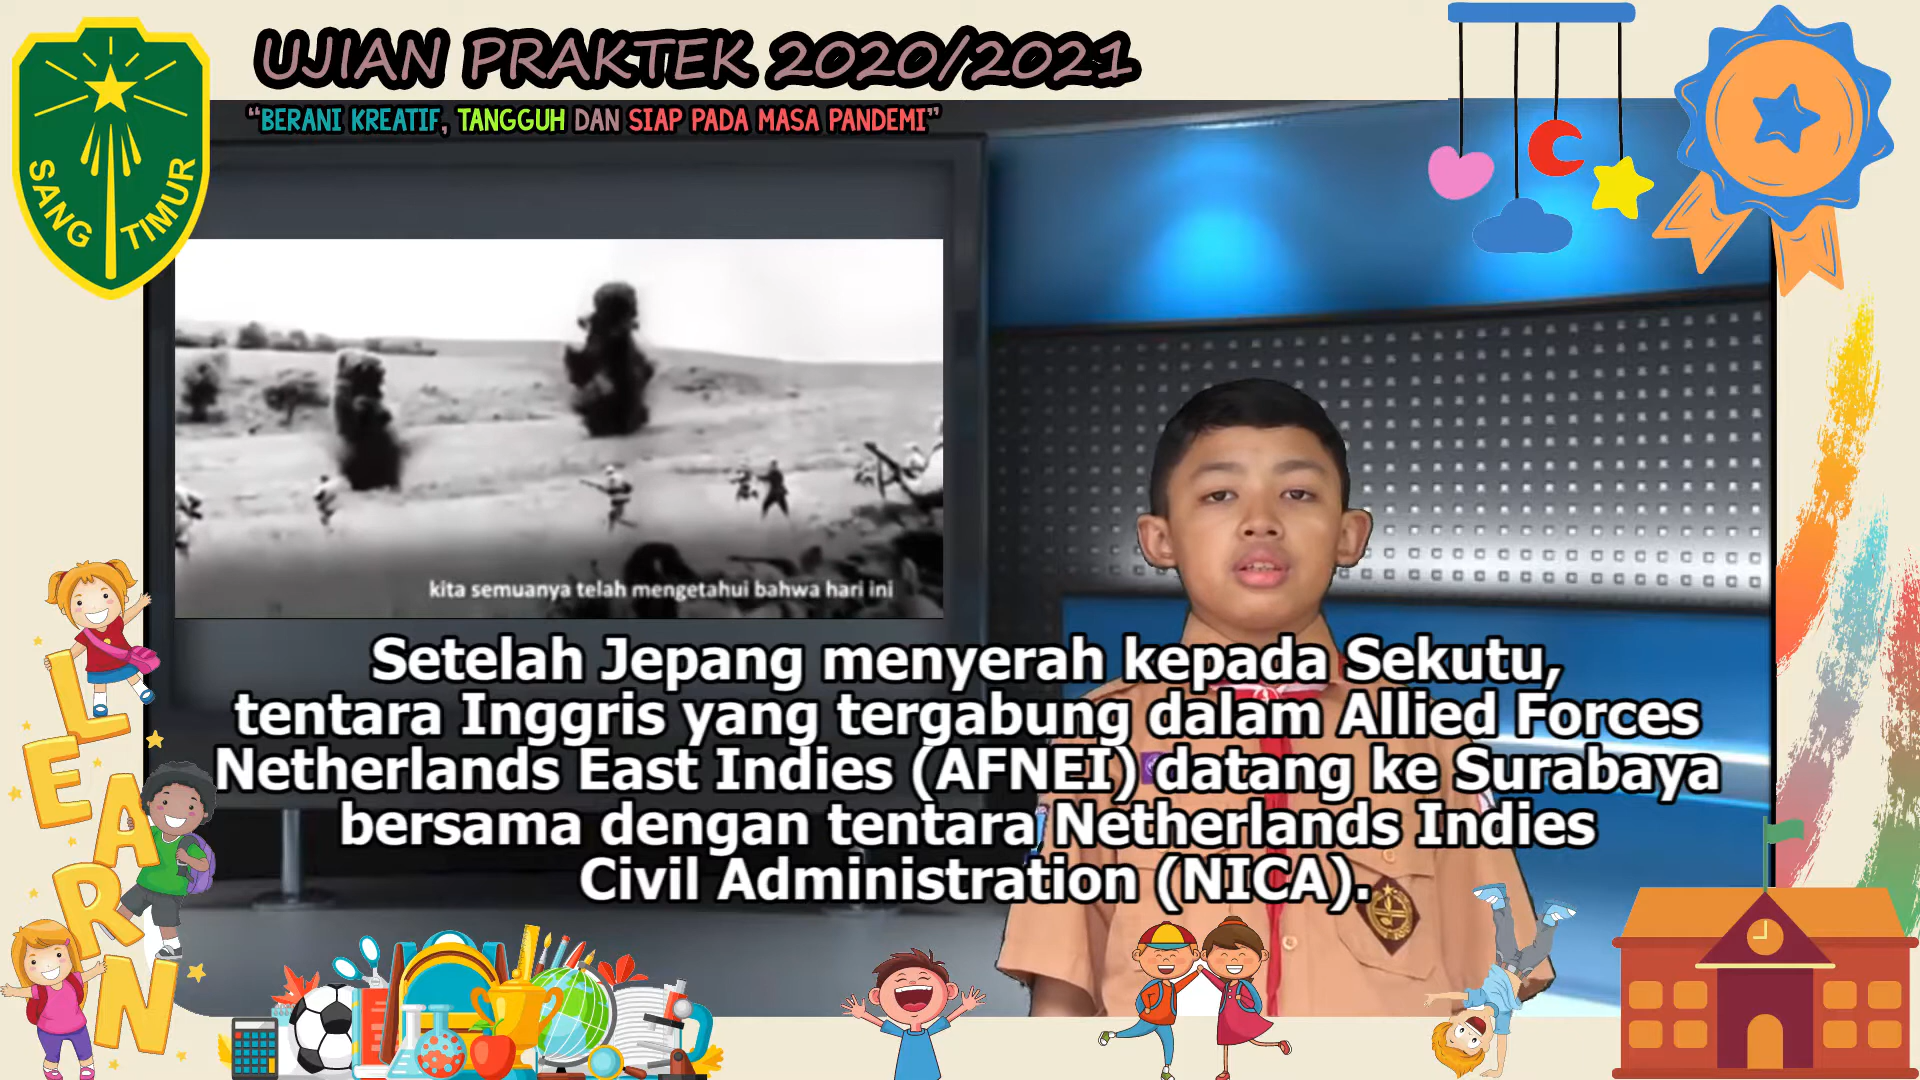 UJIAN PRAKTEK 2020/2021
“BERANI KREATIF, TANGGUH DAN SIAP PADA MASA PANDEMI”
SANG TIMUR
kita semuanya telah mengetahui bahwa hari ini
Setelah Jepang menyerah kepada Sekutu,
tentara Inggris yang tergabung dalam Allied Forces
Netherlands East Indies (AFNEI) datang ke Surabaya
bersama dengan tentara Netherlands Indies
Civil Administration (NICA).
LEARN